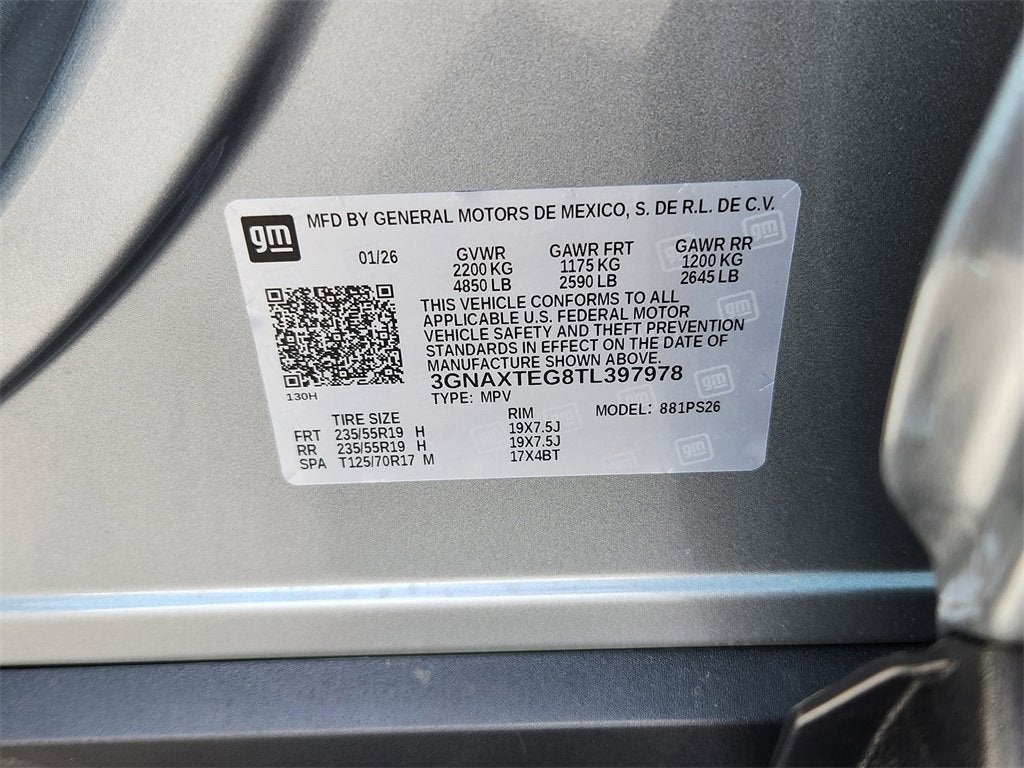 gm
MFD BY GENERAL MOTORS DE MEXICO, S. DE R.L. DE C.V.
01/26 GVWR GAWR FRT GAWR RR
2200 KG 1175 KG 1200 KG
4850 LB 2590 LB 2645 LB
THIS VEHICLE CONFORMS TO ALL
APPLICABLE U.S. FEDERAL MOTOR
VEHICLE SAFETY AND THEFT PREVENTION
STANDARDS IN EFFECT ON THE DATE OF
MANUFACTURE SHOWN ABOVE.
3GNAXTEG8TL397978
130H
TYPE: MPV MODEL: 881PS26
TIRE SIZE RIM
FRT 235/55R19 H 19X7.5J
RR 235/55R19 H 19X7.5J
SPA T125/70R17 M 17X4BT